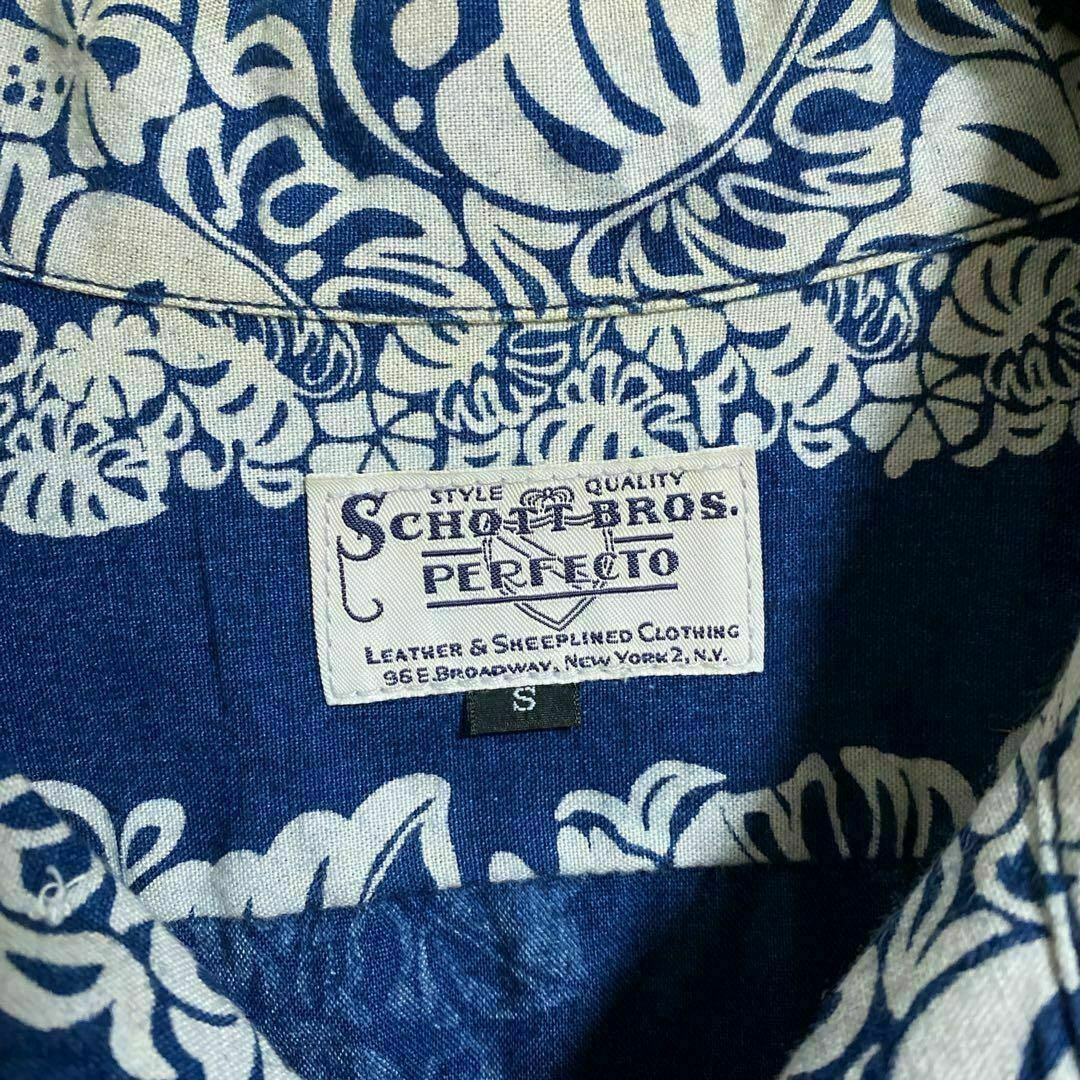 STYLE QUALITY
SCHOTT BROS.
PERFECTO
LEATHER & SHEEPLINED CLOTHING
96 E. BROADWAY, NEW YORK 2, N.Y.
S